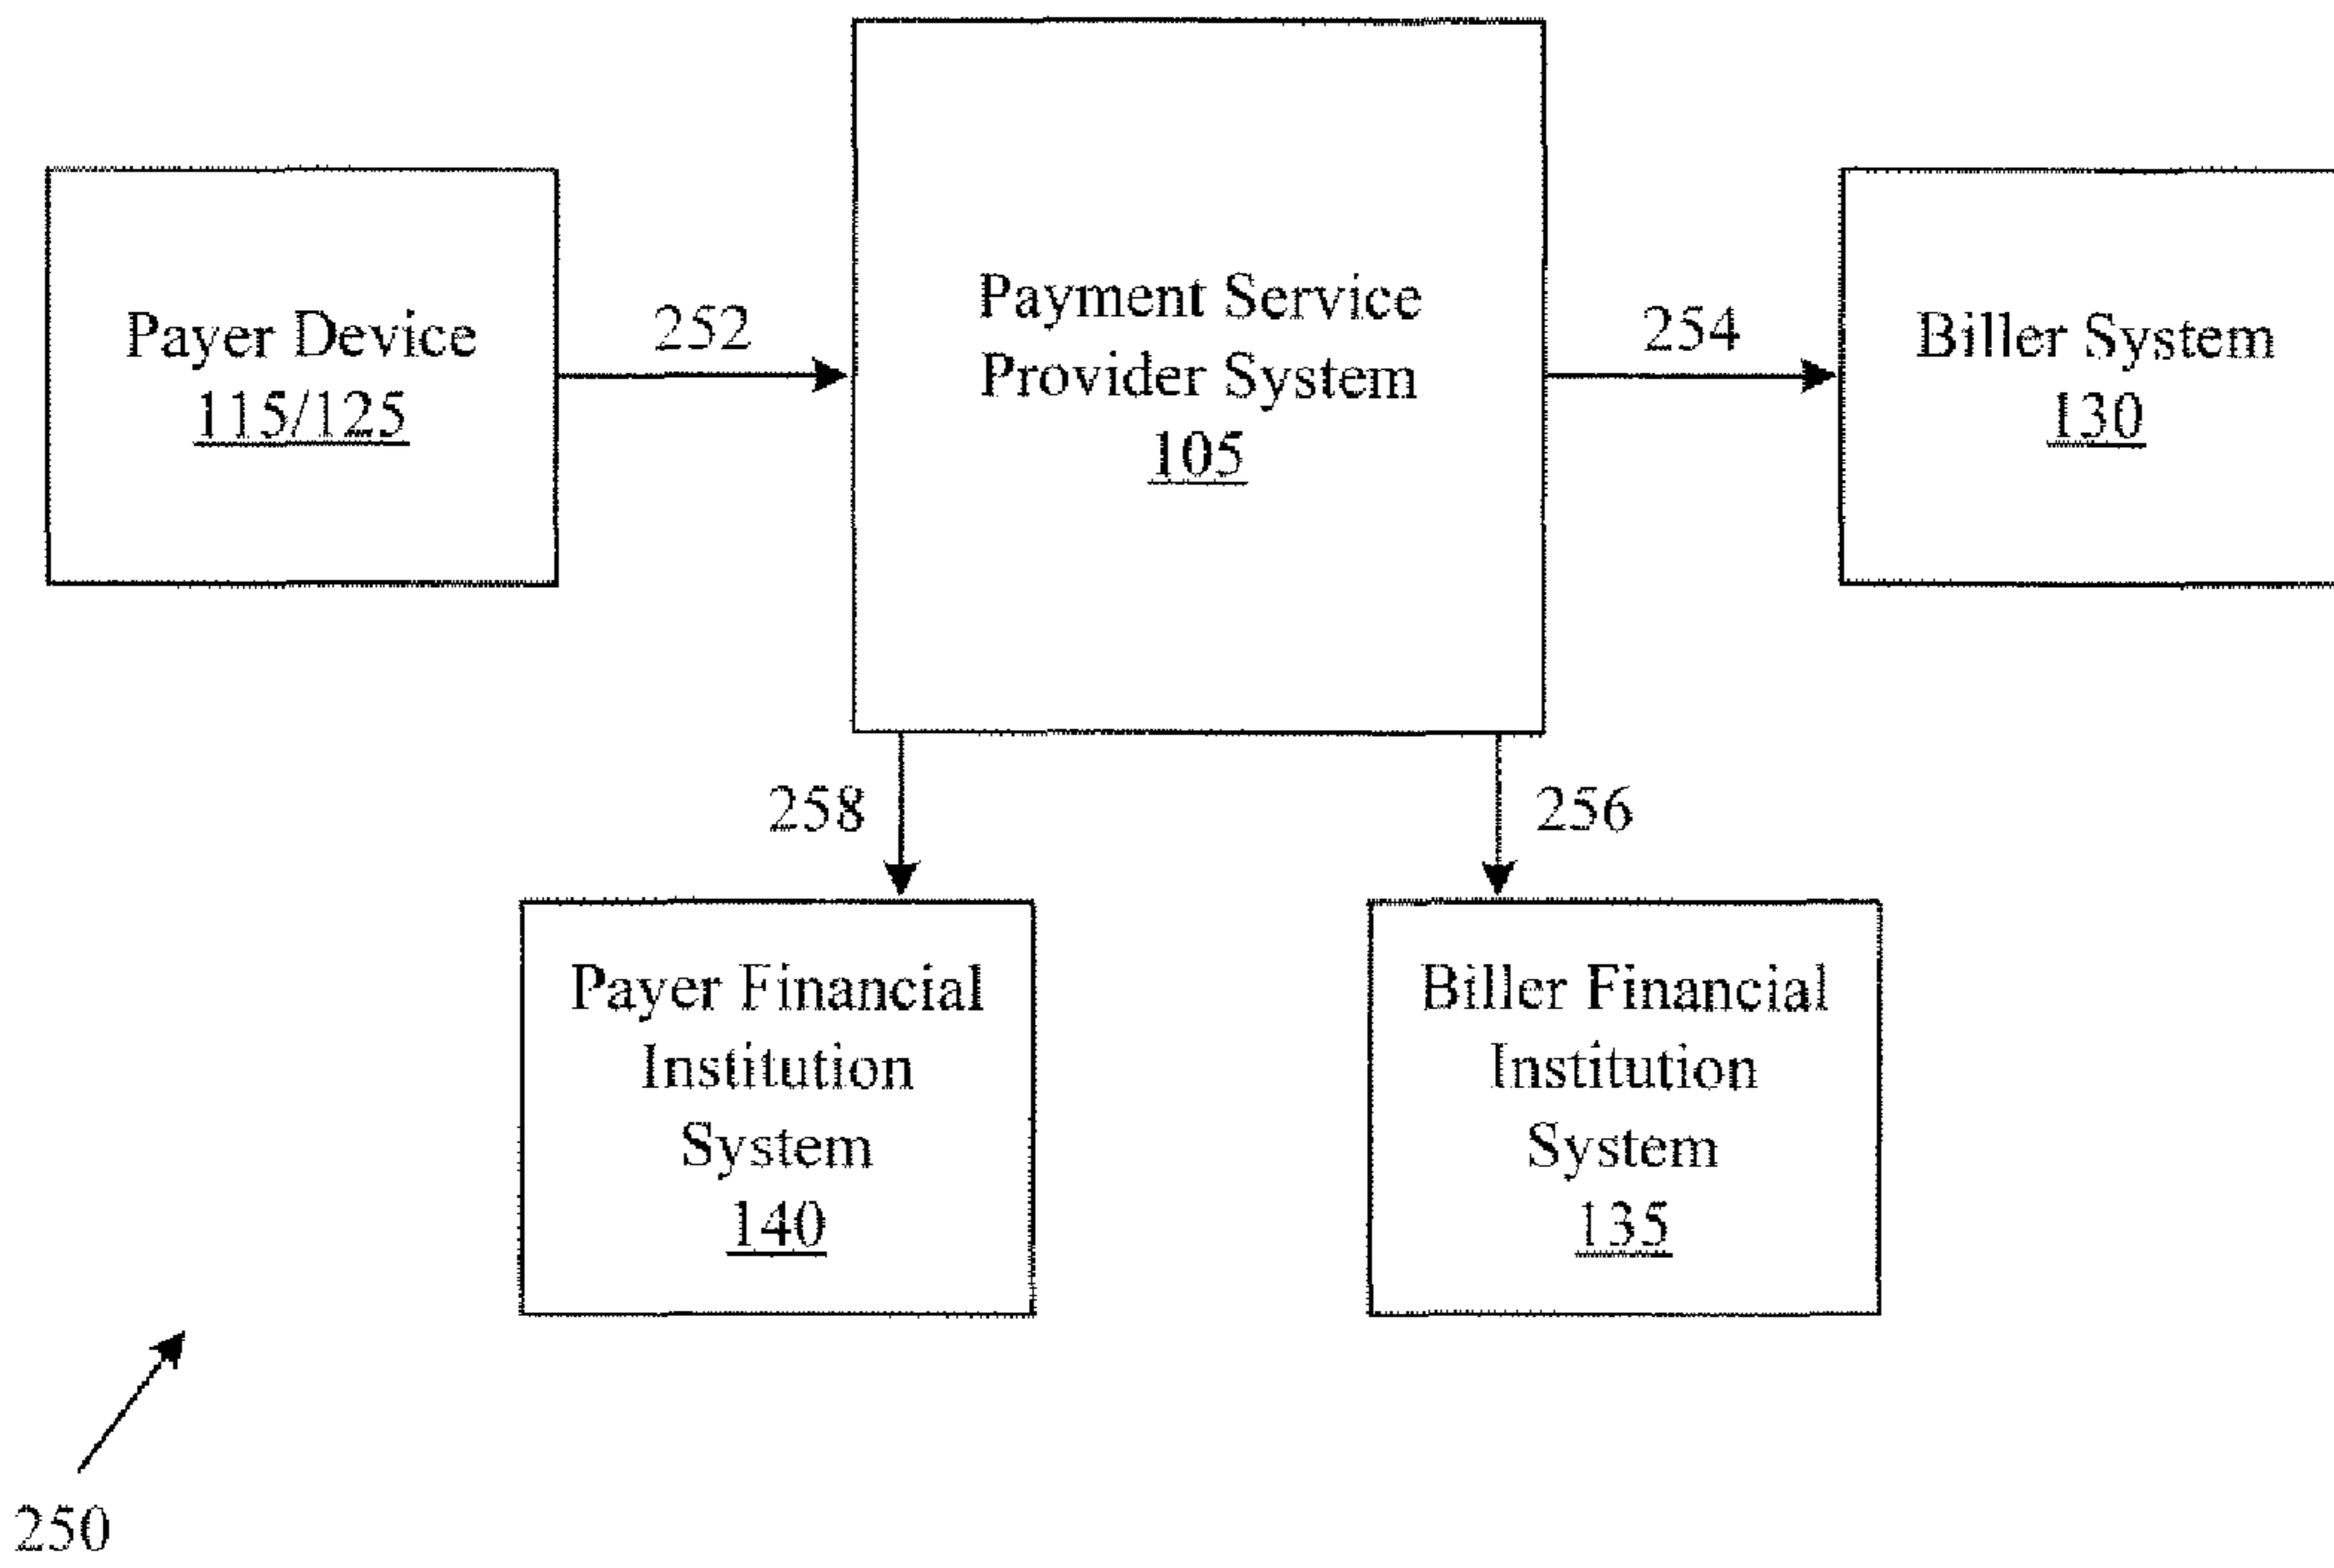 Payer Device
115/125
252
Payment Service
Provider System
105
254
Biller System
130
258
256
Payer Financial
Institution
System
140
Biller Financial
Institution
System
135
250